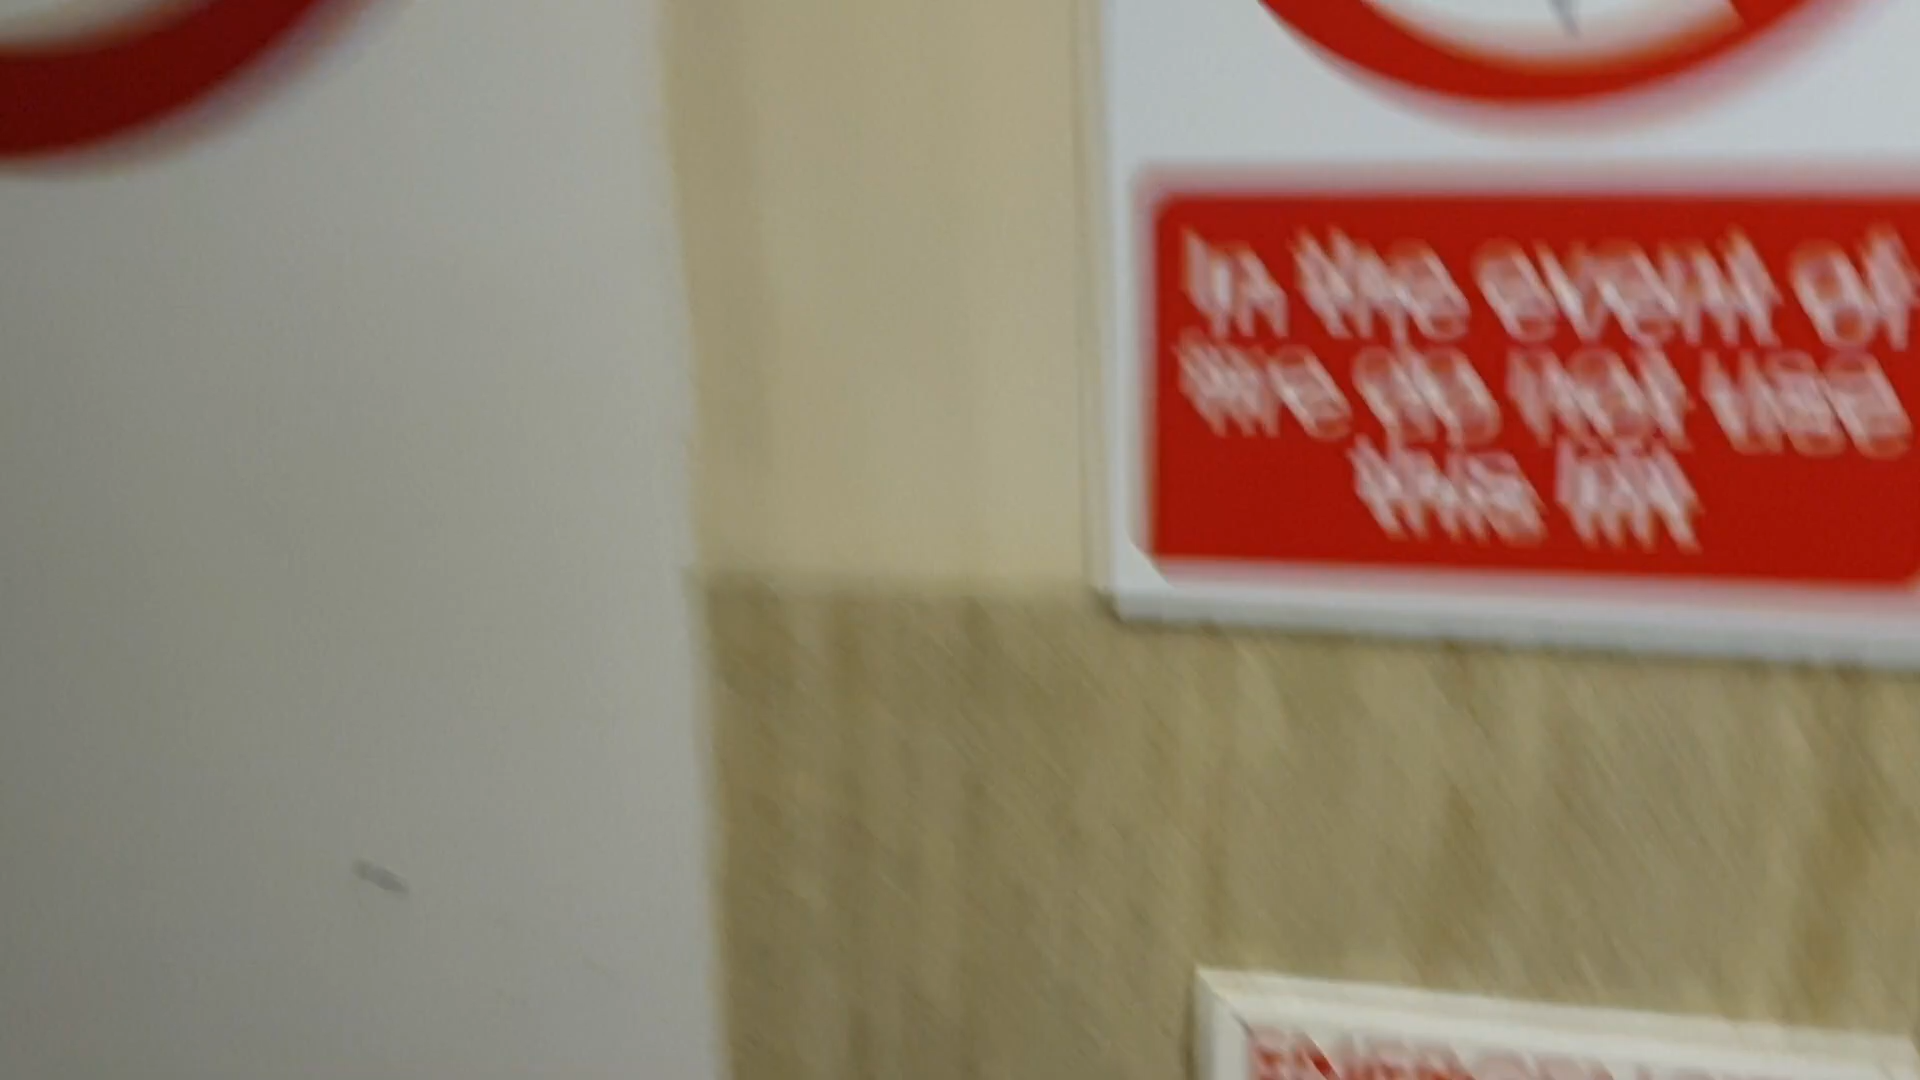 In the event of
fire do not use
this lift